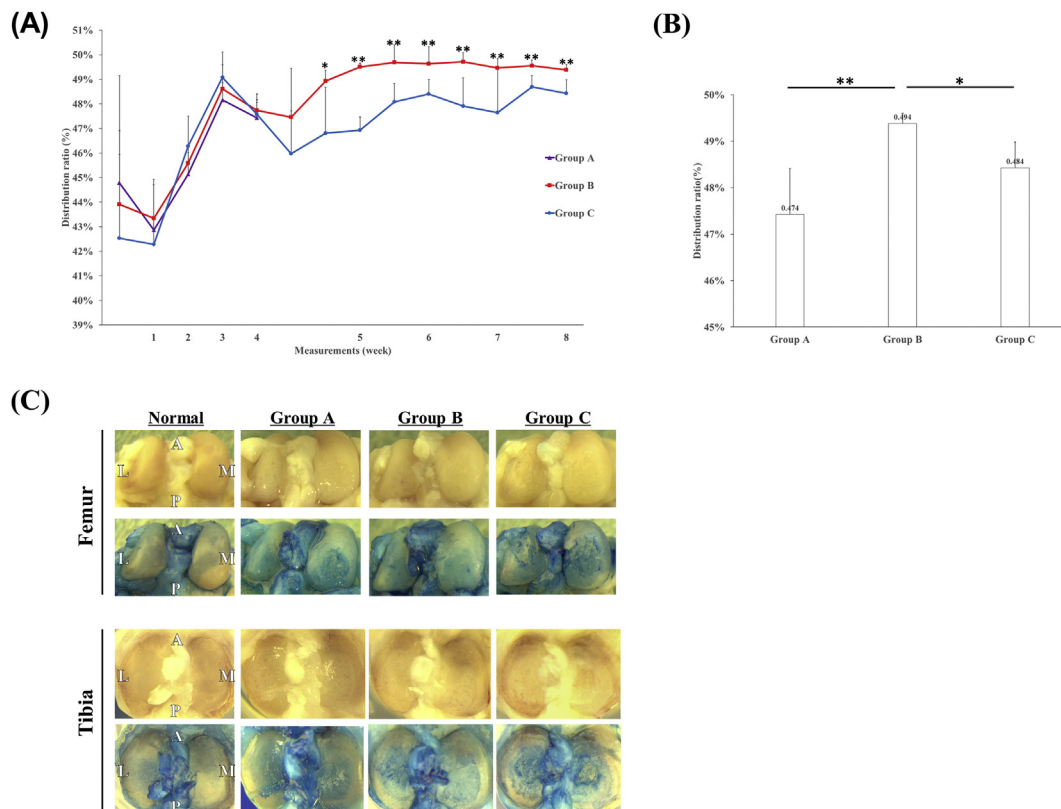 (A)
51%
50%
49%
48%
47%
46%
45%
44%
43%
42%
41%
40%
39%
Distribution ratio (%)
* ** ** ** ** ** ** **
Group A
Group B
Group C
1 2 3 4 5 6 7 8
Measurements (week)
(B)
** *
50%
49%
48%
47%
46%
45%
Distribution ratio(%)
0.474
0.494
0.484
Group A Group B Group C
(C)
Normal Group A Group B Group C
Femur
A
L M
P
A
L M
P
Tibia
A
L M
P
A
L M
P